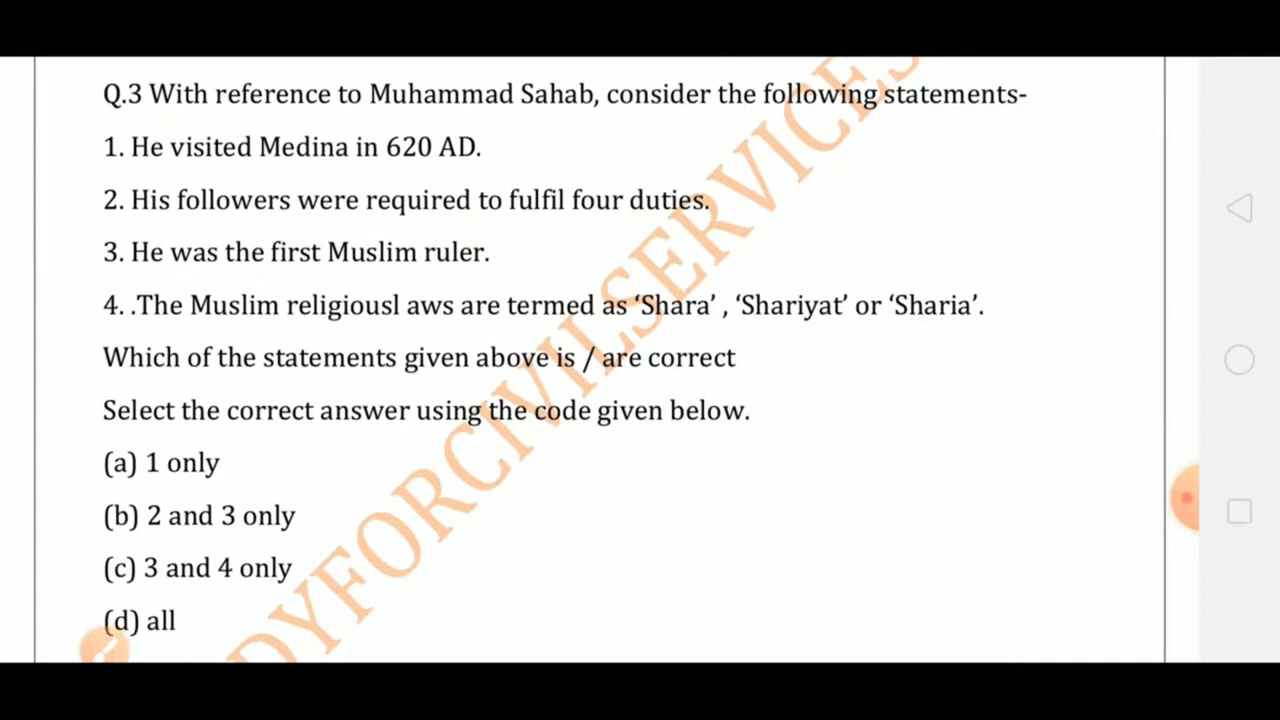 Q.3 With reference to Muhammad Sahab, consider the following statements-
1. He visited Medina in 620 AD.
2. His followers were required to fulfil four duties.
3. He was the first Muslim ruler.
4. .The Muslim religiousl aws are termed as ‘Shara’ , ‘Shariyat’ or ‘Sharia’.
Which of the statements given above is / are correct
Select the correct answer using the code given below.
(a) 1 only
(b) 2 and 3 only
(c) 3 and 4 only
(d) all
DYFORCIVILSERVICES